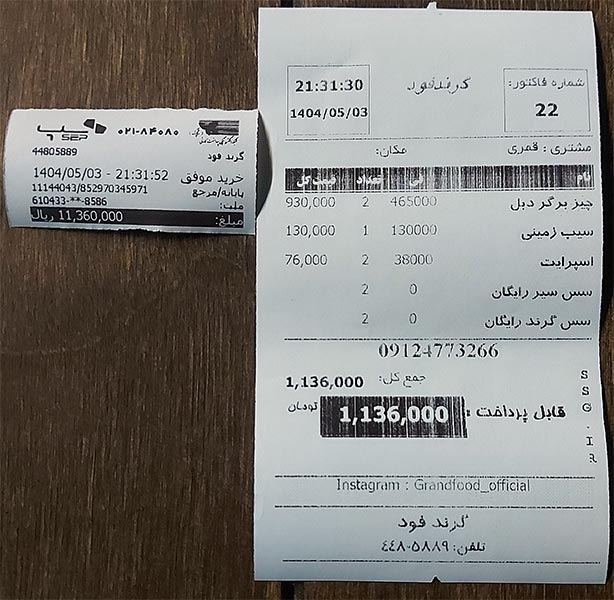 سپ
SEP
۰۲۱-۸۴۰۸۰
44805889
گرند فود
خرید موفق 1404/05/03 - 21:31:52
پایانه/مرجع 11144043/852970345971
ملت: 610433-**-8586
مبلغ: 11,360,000 ریال
شماره فاکتور:
22
گرندفود
21:31:30
1404/05/03
مشتری : قمری
مکان:
چیز برگر دبل 465000 2 930,000
سیب زمینی 130000 1 130,000
اسپرایت 38000 2 76,000
سس سیر رایگان 0 2
سس گرند رایگان 0 2
09124773266
جمع کل: 1,136,000
قابل پرداخت : 1,136,000 تومان
SSG.IR
Instagram : Grandfood_official
گرند فود
تلفن: ٤٤٨٠٥٨٨٩